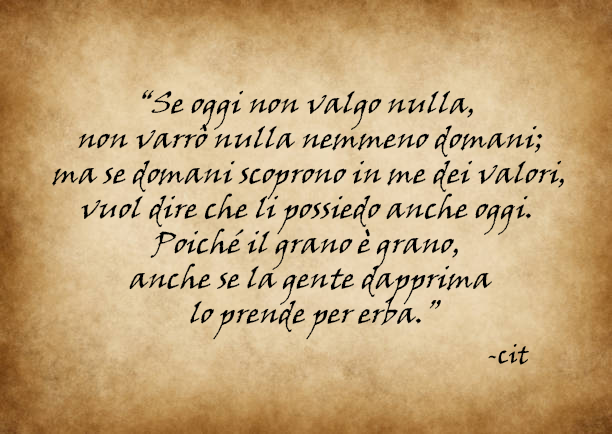 “Se oggi non valgo nulla,
non varrò nulla nemmeno domani;
ma se domani scoprono in me dei valori,
vuol dire che li possiedo anche oggi.
Poiché il grano è grano,
anche se la gente dapprima
lo prende per erba.”
-cit